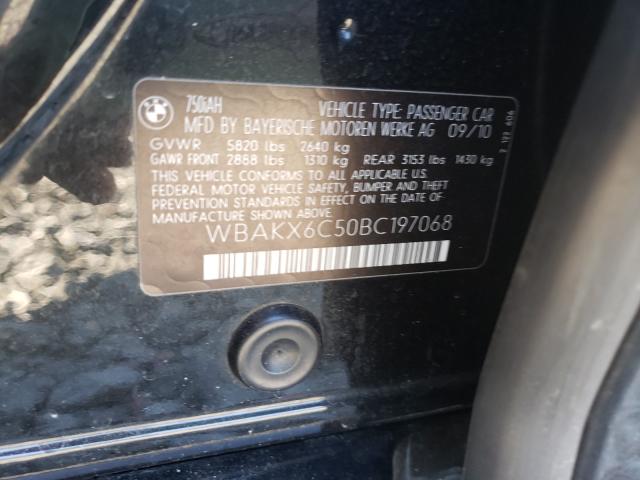 BMW
750iAH VEHICLE TYPE: PASSENGER CAR
MFD BY BAYERISCHE MOTOREN WERKE AG 09/10
GVWR 5820 lbs 2640 kg
GAWR FRONT 2888 lbs 1310 kg REAR 3153 lbs 1430 kg
THIS VEHICLE CONFORMS TO ALL APPLICABLE U.S.
FEDERAL MOTOR VEHICLE SAFETY, BUMPER AND THEFT
PREVENTION STANDARDS IN EFFECT ON THE DATE OF
MANUFACTURE SHOWN ABOVE.
WBAKX6C50BC197068